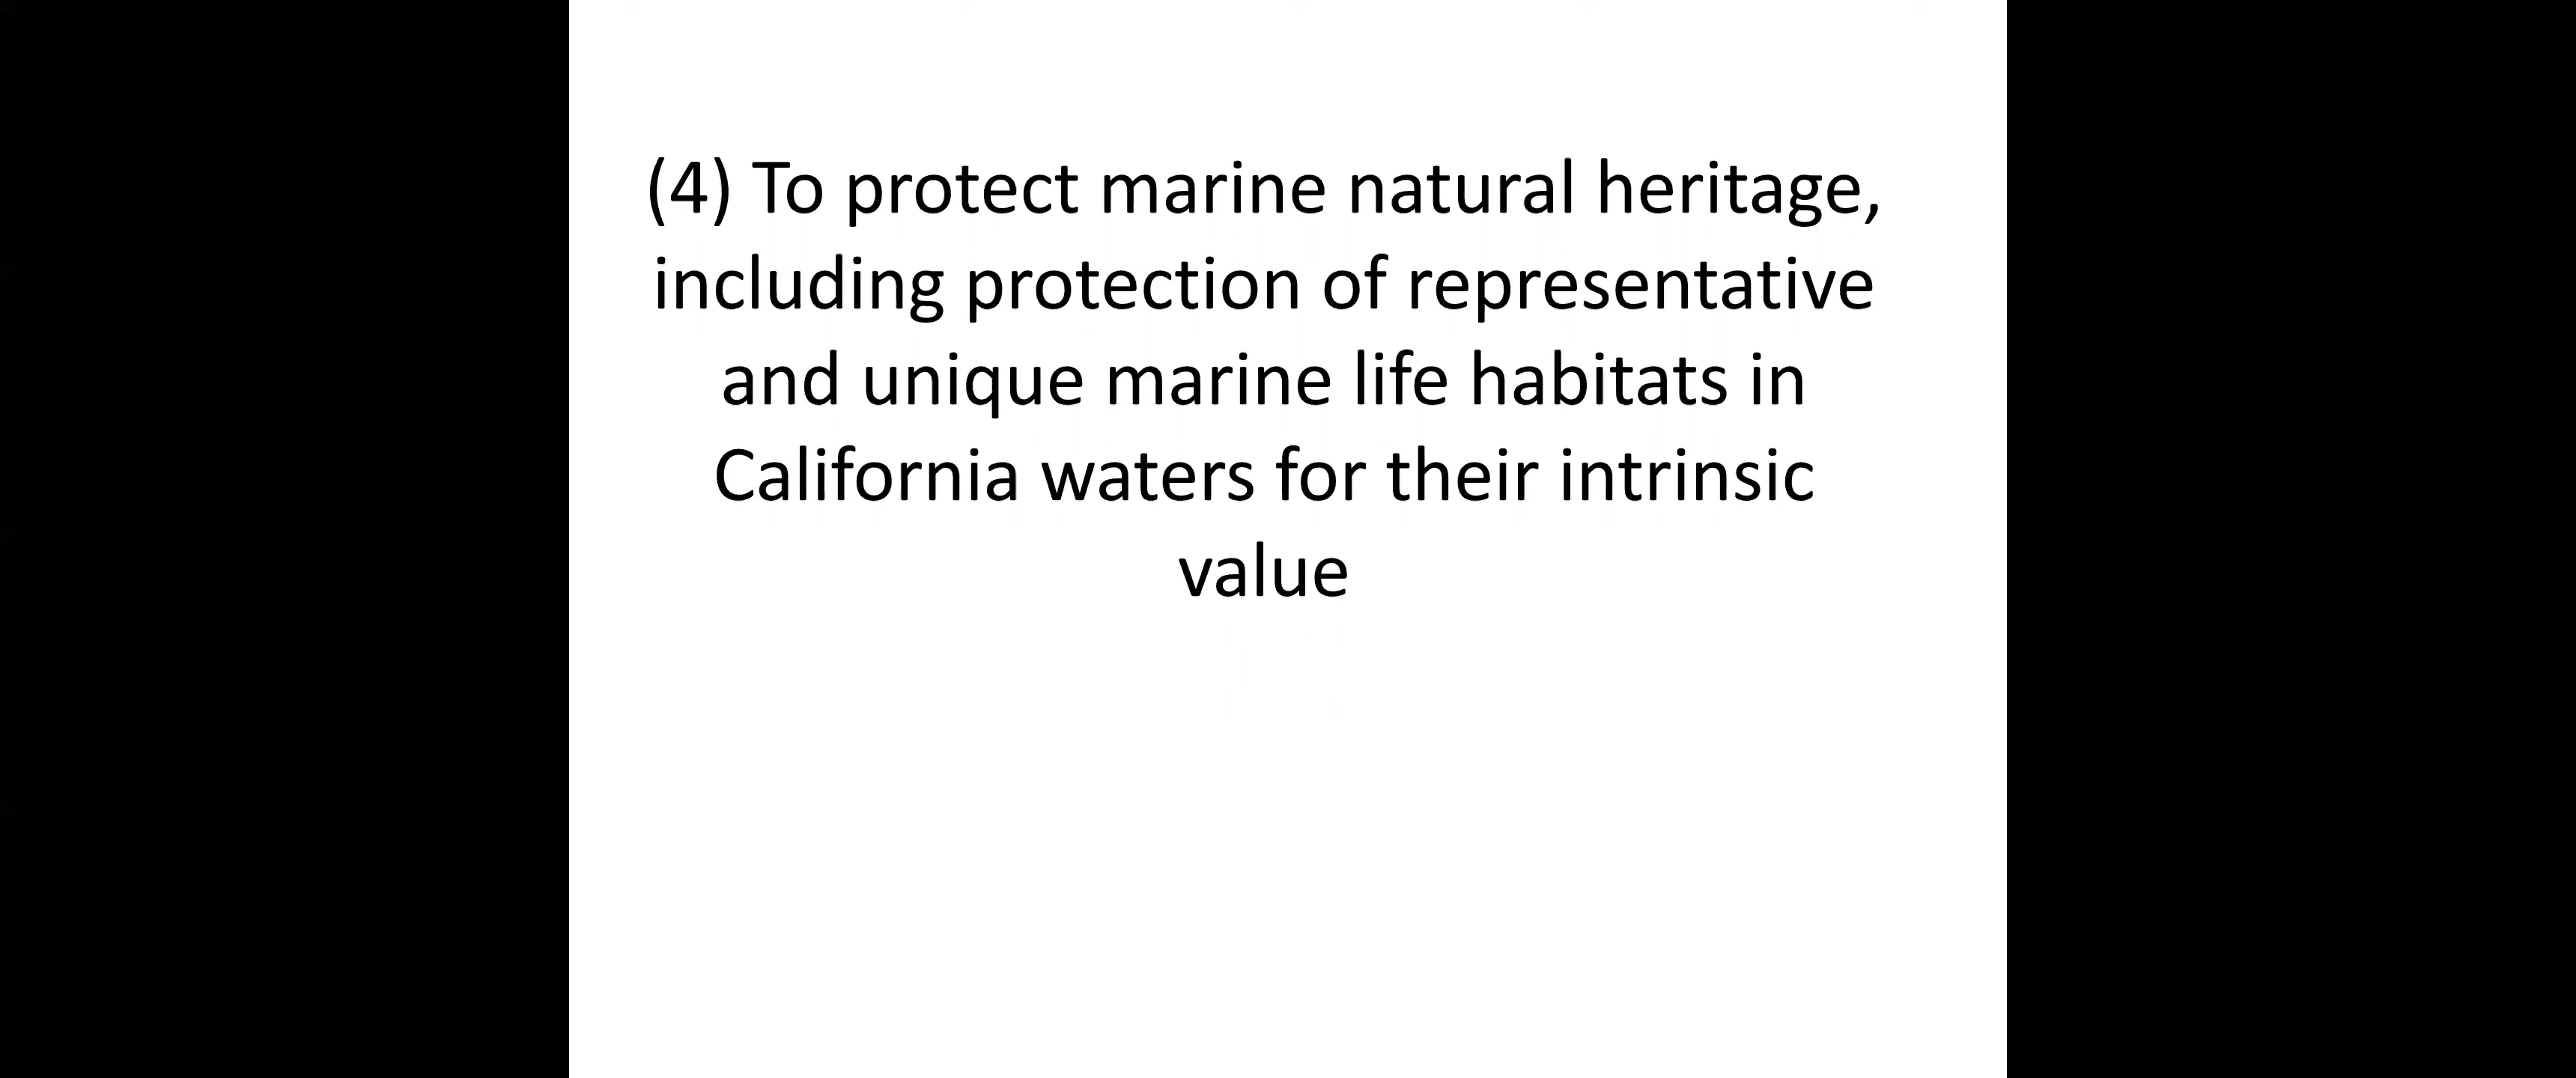 (4) To protect marine natural heritage,
including protection of representative
and unique marine life habitats in
California waters for their intrinsic
value